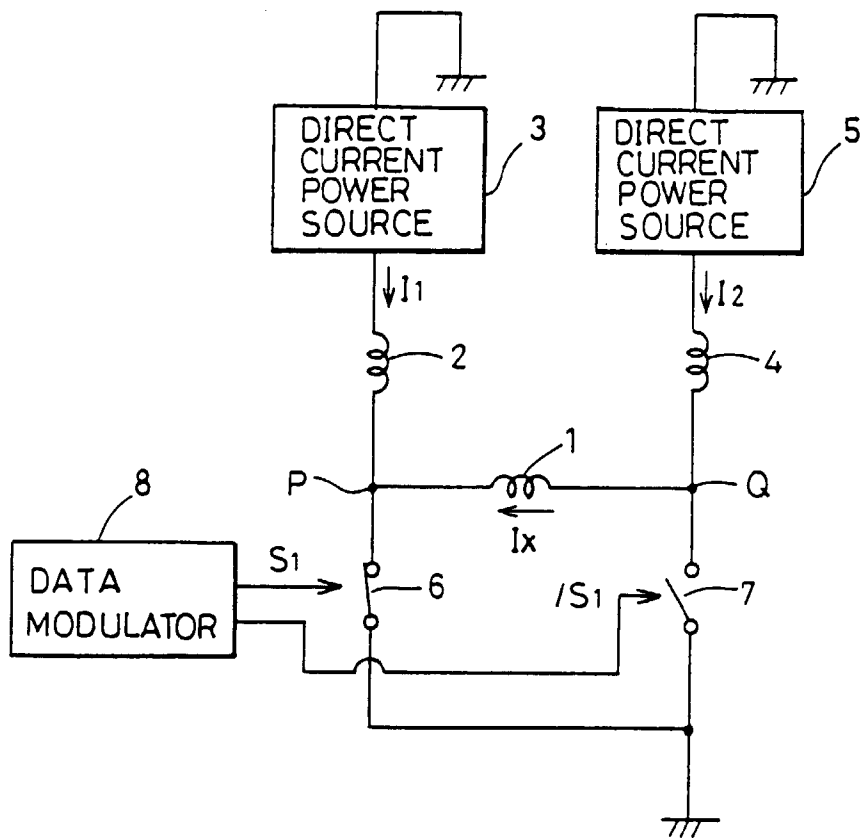 DIRECT
CURRENT
POWER
SOURCE
3
DIRECT
CURRENT
POWER
SOURCE
5
I1
I2
2
4
1
P
Q
Ix
8
DATA
MODULATOR
S1
6
/S1
7